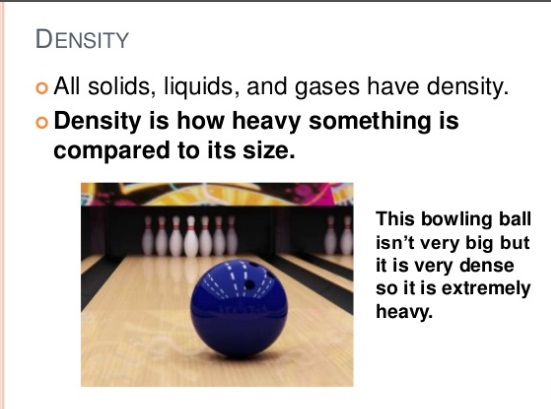 DENSITY
All solids, liquids, and gases have density.
Density is how heavy something is
compared to its size.
This bowling ball
isn't very big but
it is very dense
so it is extremely
heavy.